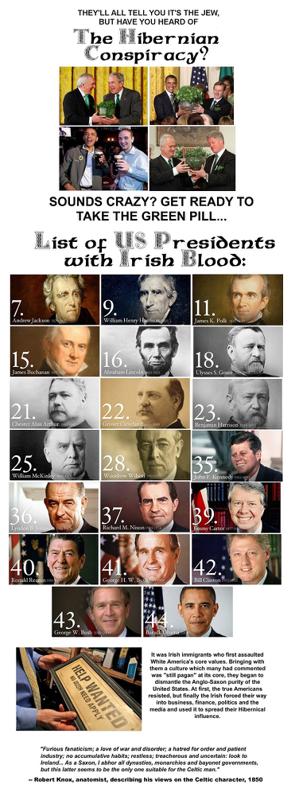 THEY'LL ALL TELL YOU IT'S THE JEW,
BUT HAVE YOU HEARD OF
The Hibernian
Conspiracy?
SOUNDS CRAZY? GET READY TO
TAKE THE GREEN PILL...
List of US Presidents
with Irish Blood:
7.
Andrew Jackson
9.
William Henry
11.
James K. Polk
15.
James Buchanan
16.
Abraham Lincoln
18.
Ulysses S. Grant
21.
Chester Alan Arthur
22.
Grover Cleveland
23.
Benjamin Harrison
25.
William McKinley
28.
Woodrow Wilson
35.
John F. Kennedy
36.
Lyndon B.
37.
Richard M. Nixon
39.
Jimmy Carter
40.
Ronald Reagan
41.
George H. W.
42.
Bill Clinton
43.
George W. Bush
44.
Barack Obama
HELP WANTED
NO IRISH NEED APPLY
It was Irish immigrants who first assaulted
White America's core values. Bringing with
them a culture which many had commented
was "still pagan" at its core, they began to
dismantle the Anglo-Saxon purity of the
United States. At first, the true Americans
resisted, but finally the Irish forced their way
into business, finance, politics and the
media and used it to spread their Hibernical
influence.
"Furious fanaticism; a love of war and disorder; a hatred for order and patient
industry; no accumulative habits; restless; treacherous and uncertain: look to
Ireland... As a Saxon, I abhor all dynasties, monarchies and bayonet governments,
but this latter seems to be the only one suitable for the Celtic man."
-- Robert Knox, anatomist, describing his views on the Celtic character, 1850